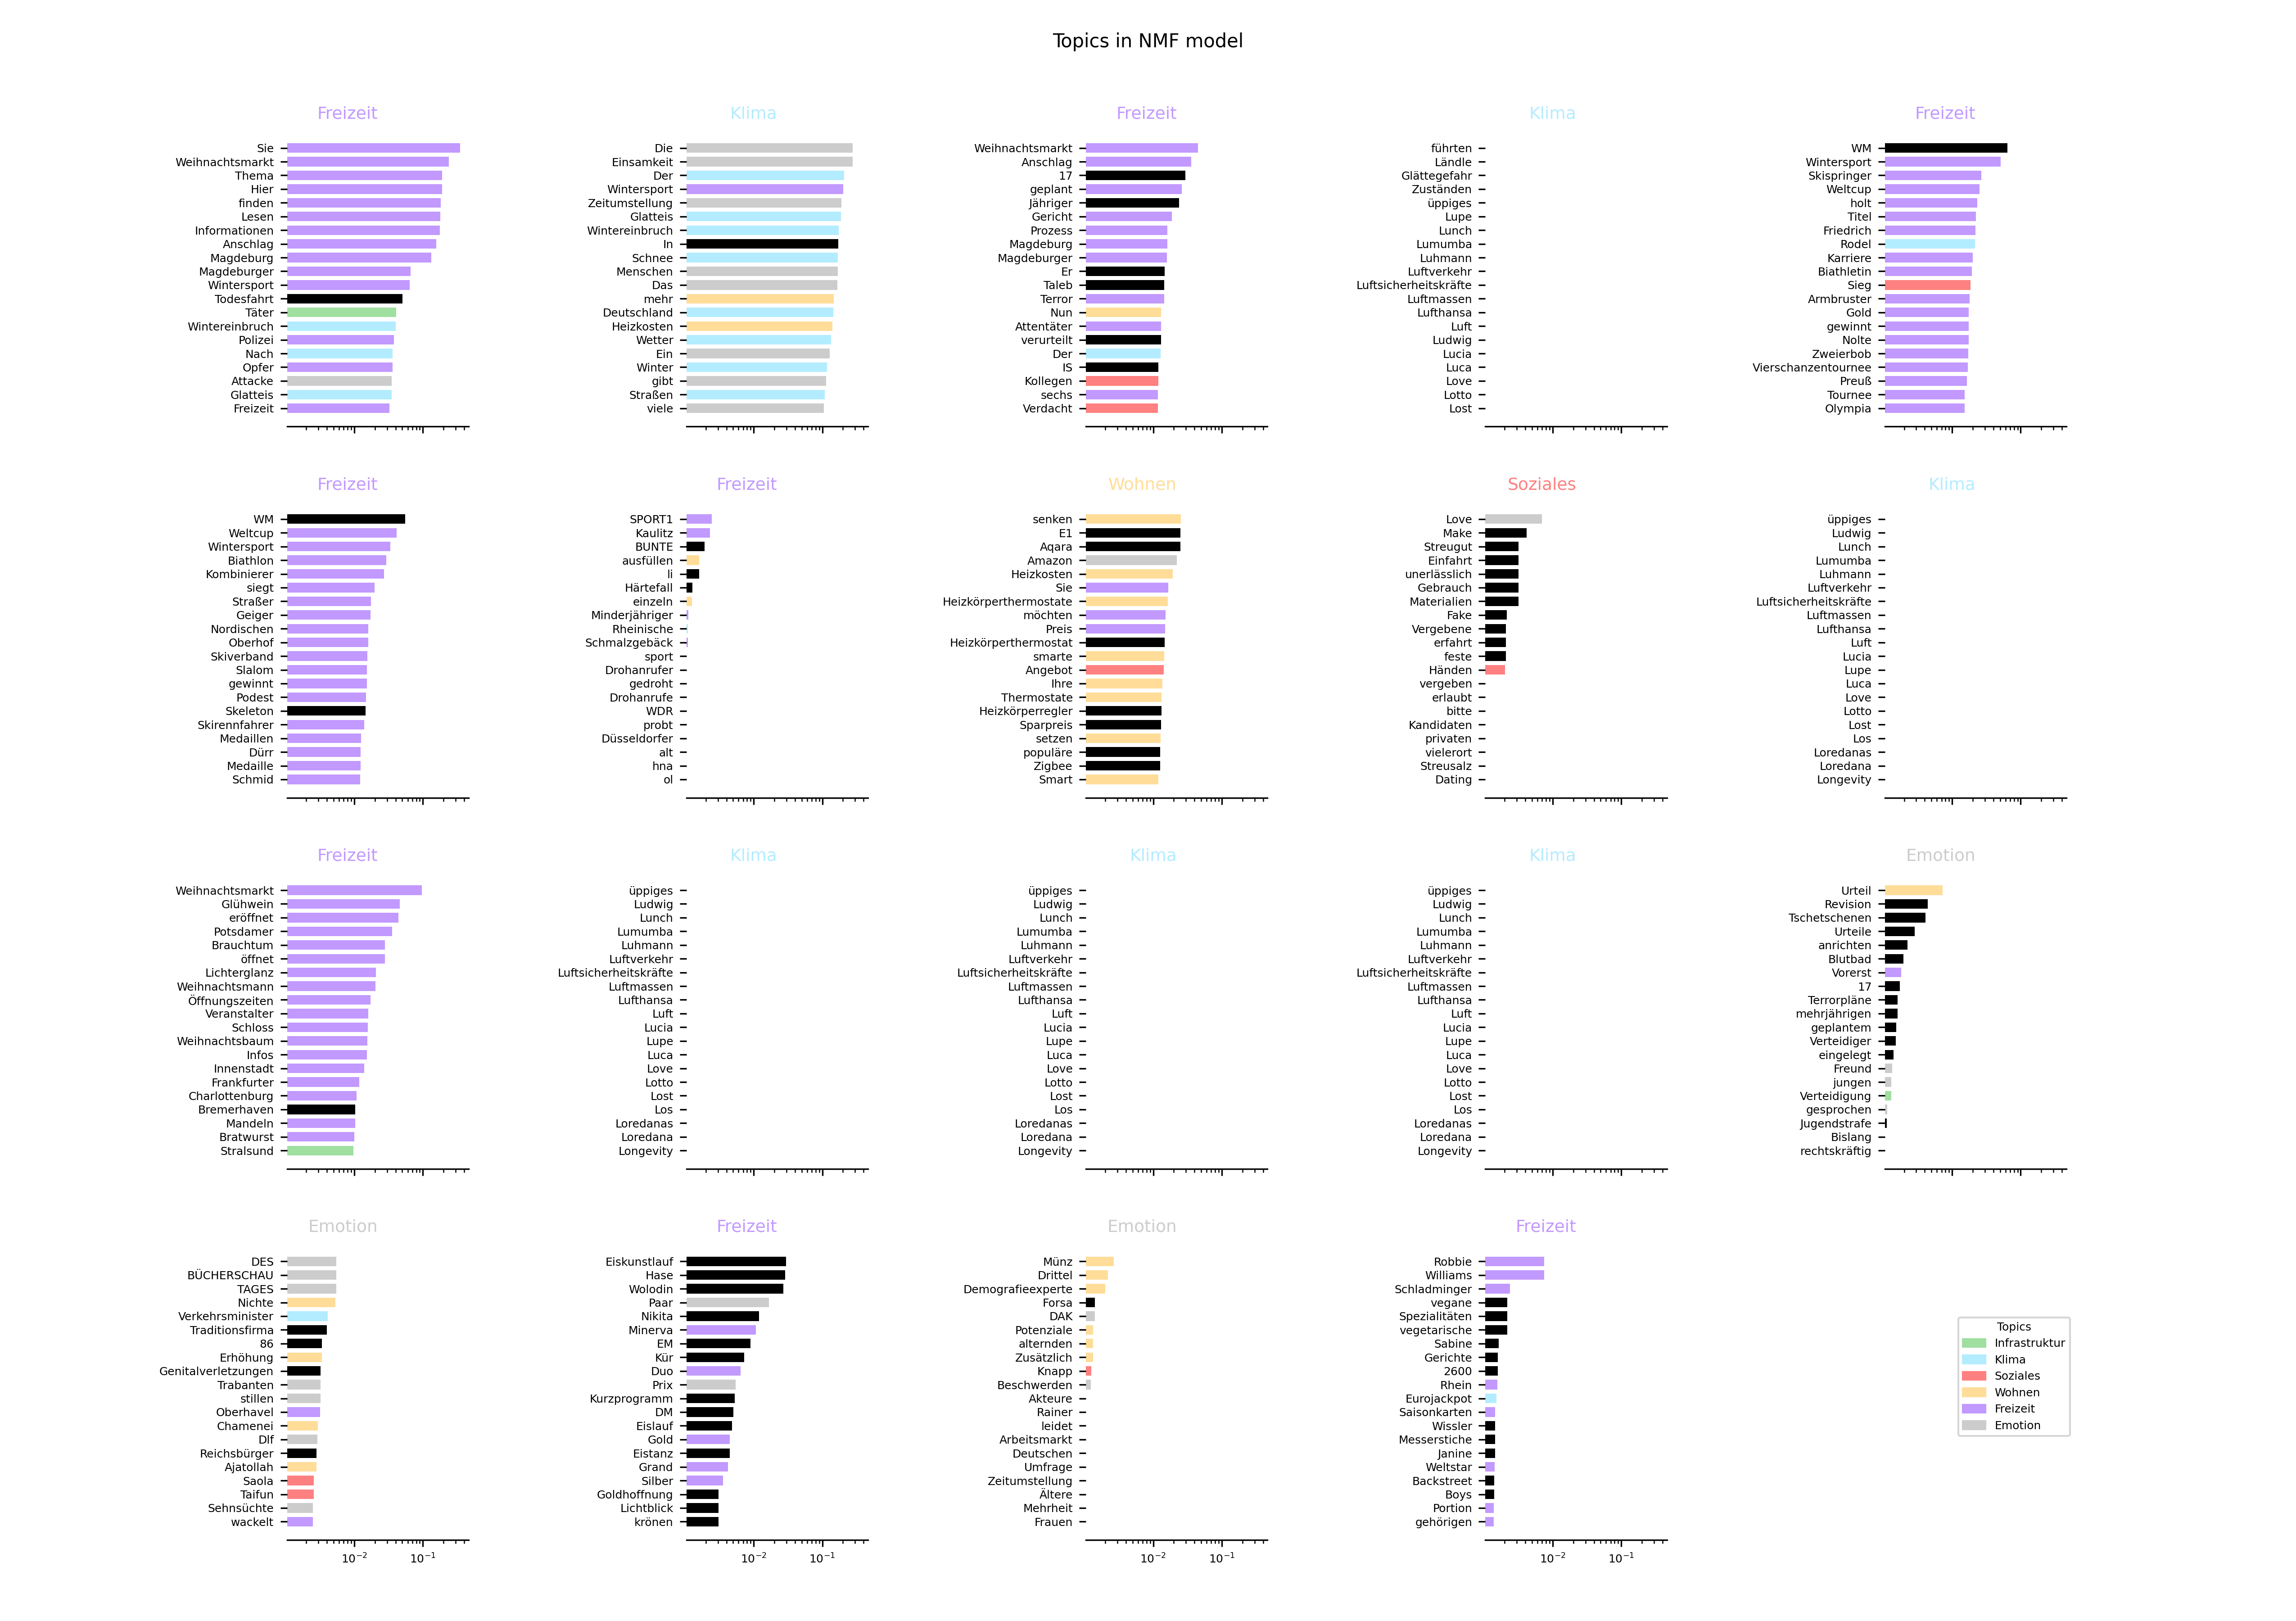 Topics in NMF model
Freizeit
Sie
Weihnachtsmarkt
Thema
Hier
finden
Lesen
Informationen
Anschlag
Magdeburg
Magdeburger
Wintersport
Todesfahrt
Täter
Wintereinbruch
Polizei
Nach
Opfer
Attacke
Glatteis
Freizeit
Klima
Die
Einsamkeit
Der
Wintersport
Zeitumstellung
Glatteis
Wintereinbruch
In
Schnee
Menschen
Das
mehr
Deutschland
Heizkosten
Wetter
Ein
Winter
gibt
Straßen
viele
Freizeit
Weihnachtsmarkt
Anschlag
17
geplant
Jähriger
Gericht
Prozess
Magdeburg
Magdeburger
Er
Taleb
Terror
Nun
Attentäter
verurteilt
Der
IS
Kollegen
sechs
Verdacht
Klima
führten
Ländle
Glättegefahr
Zuständen
üppiges
Lupe
Lunch
Lumumba
Luhmann
Luftverkehr
Luftsicherheitskräfte
Luftmassen
Lufthansa
Luft
Ludwig
Lucia
Luca
Love
Lotto
Lost
Freizeit
WM
Wintersport
Skispringer
Weltcup
holt
Titel
Friedrich
Rodel
Karriere
Biathletin
Sieg
Armbruster
Gold
gewinnt
Nolte
Zweierbob
Vierschanzentournee
Preuß
Tournee
Olympia
Freizeit
WM
Weltcup
Wintersport
Biathlon
Kombinierer
siegt
Straßer
Geiger
Nordischen
Oberhof
Skiverband
Slalom
gewinnt
Podest
Skeleton
Skirennfahrer
Medaillen
Dürr
Medaille
Schmid
Freizeit
SPORT1
Kaulitz
BUNTE
ausfüllen
li
Härtefall
einzeln
Minderjähriger
Rheinische
Schmalzgebäck
sport
Drohanrufer
gedroht
Drohanrufe
WDR
probt
Düsseldorfer
alt
hna
ol
Wohnen
senken
E1
Aqara
Amazon
Heizkosten
Sie
Heizkörperthermostate
möchten
Preis
Heizkörperthermostat
smarte
Angebot
Ihre
Thermostate
Heizkörperregler
Sparpreis
setzen
populäre
Zigbee
Smart
Soziales
Love
Make
Streugut
Einfahrt
unerlässlich
Gebrauch
Materialien
Fake
Vergebene
erfahrt
feste
Händen
vergeben
erlaubt
bitte
Kandidaten
privaten
vielerort
Streusalz
Dating
Klima
üppiges
Ludwig
Lunch
Lumumba
Luhmann
Luftverkehr
Luftsicherheitskräfte
Luftmassen
Lufthansa
Luft
Lucia
Lupe
Luca
Love
Lotto
Lost
Los
Loredanas
Loredana
Longevity
Freizeit
Weihnachtsmarkt
Glühwein
eröffnet
Potsdamer
Brauchtum
öffnet
Lichterglanz
Weihnachtsmann
Öffnungszeiten
Veranstalter
Schloss
Weihnachtsbaum
Infos
Innenstadt
Frankfurter
Charlottenburg
Bremerhaven
Mandeln
Bratwurst
Stralsund
Klima
üppiges
Ludwig
Lunch
Lumumba
Luhmann
Luftverkehr
Luftsicherheitskräfte
Luftmassen
Lufthansa
Luft
Lucia
Lupe
Luca
Love
Lotto
Lost
Los
Loredanas
Loredana
Longevity
Klima
üppiges
Ludwig
Lunch
Lumumba
Luhmann
Luftverkehr
Luftsicherheitskräfte
Luftmassen
Lufthansa
Luft
Lucia
Lupe
Luca
Love
Lotto
Lost
Los
Loredanas
Loredana
Longevity
Klima
üppiges
Ludwig
Lunch
Lumumba
Luhmann
Luftverkehr
Luftsicherheitskräfte
Luftmassen
Lufthansa
Luft
Lucia
Lupe
Luca
Love
Lotto
Lost
Los
Loredanas
Loredana
Longevity
Emotion
Urteil
Revision
Tschetschenen
Urteile
anrichten
Blutbad
Vorerst
17
Terrorpläne
mehrjährigen
geplantem
Verteidiger
eingelegt
Freund
jungen
Verteidigung
gesprochen
Jugendstrafe
Bislang
rechtskräftig
Emotion
DES
BÜCHERSCHAU
TAGES
Nichte
Verkehrsminister
Traditionsfirma
86
Erhöhung
Genitalverletzungen
Trabanten
stillen
Oberhavel
Chamenei
Dlf
Reichsbürger
Ajatollah
Saola
Taifun
Sehnsüchte
wackelt
10⁻² 10⁻¹
Freizeit
Eiskunstlauf
Hase
Wolodin
Paar
Nikita
Minerva
EM
Kür
Duo
Prix
Kurzprogramm
DM
Eislauf
Gold
Eistanz
Grand
Silber
Goldhoffnung
Lichtblick
krönen
10⁻² 10⁻¹
Emotion
Münz
Drittel
Demografieexperte
Forsa
DAK
Potenziale
alternden
Zusätzlich
Knapp
Beschwerden
Akteure
Rainer
leidet
Arbeitsmarkt
Deutschen
Umfrage
Zeitumstellung
Ältere
Mehrheit
Frauen
10⁻² 10⁻¹
Freizeit
Robbie
Williams
Schladminger
vegane
Spezialitäten
vegetarische
Sabine
Gerichte
2600
Rhein
Eurojackpot
Saisonkarten
Wissler
Messerstiche
Janine
Weltstar
Backstreet
Boys
Portion
gehörigen
10⁻² 10⁻¹
Topics
Infrastruktur
Klima
Soziales
Wohnen
Freizeit
Emotion